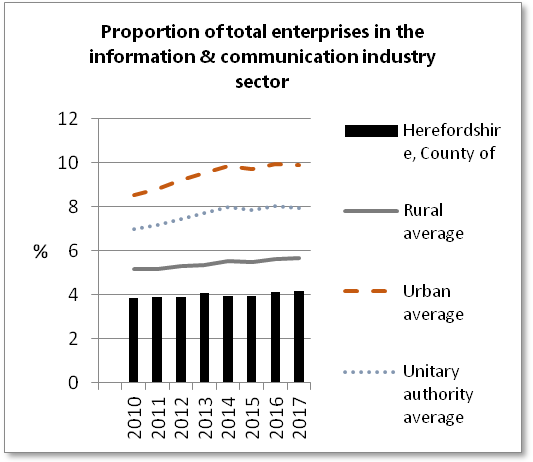 Proportion of total enterprises in the
information & communication industry
sector
12
10
8
6
4
2
0
%
2010
2011
2012
2013
2014
2015
2016
2017
Herefordshir
e, County of
Rural
average
Urban
average
Unitary
authority
average